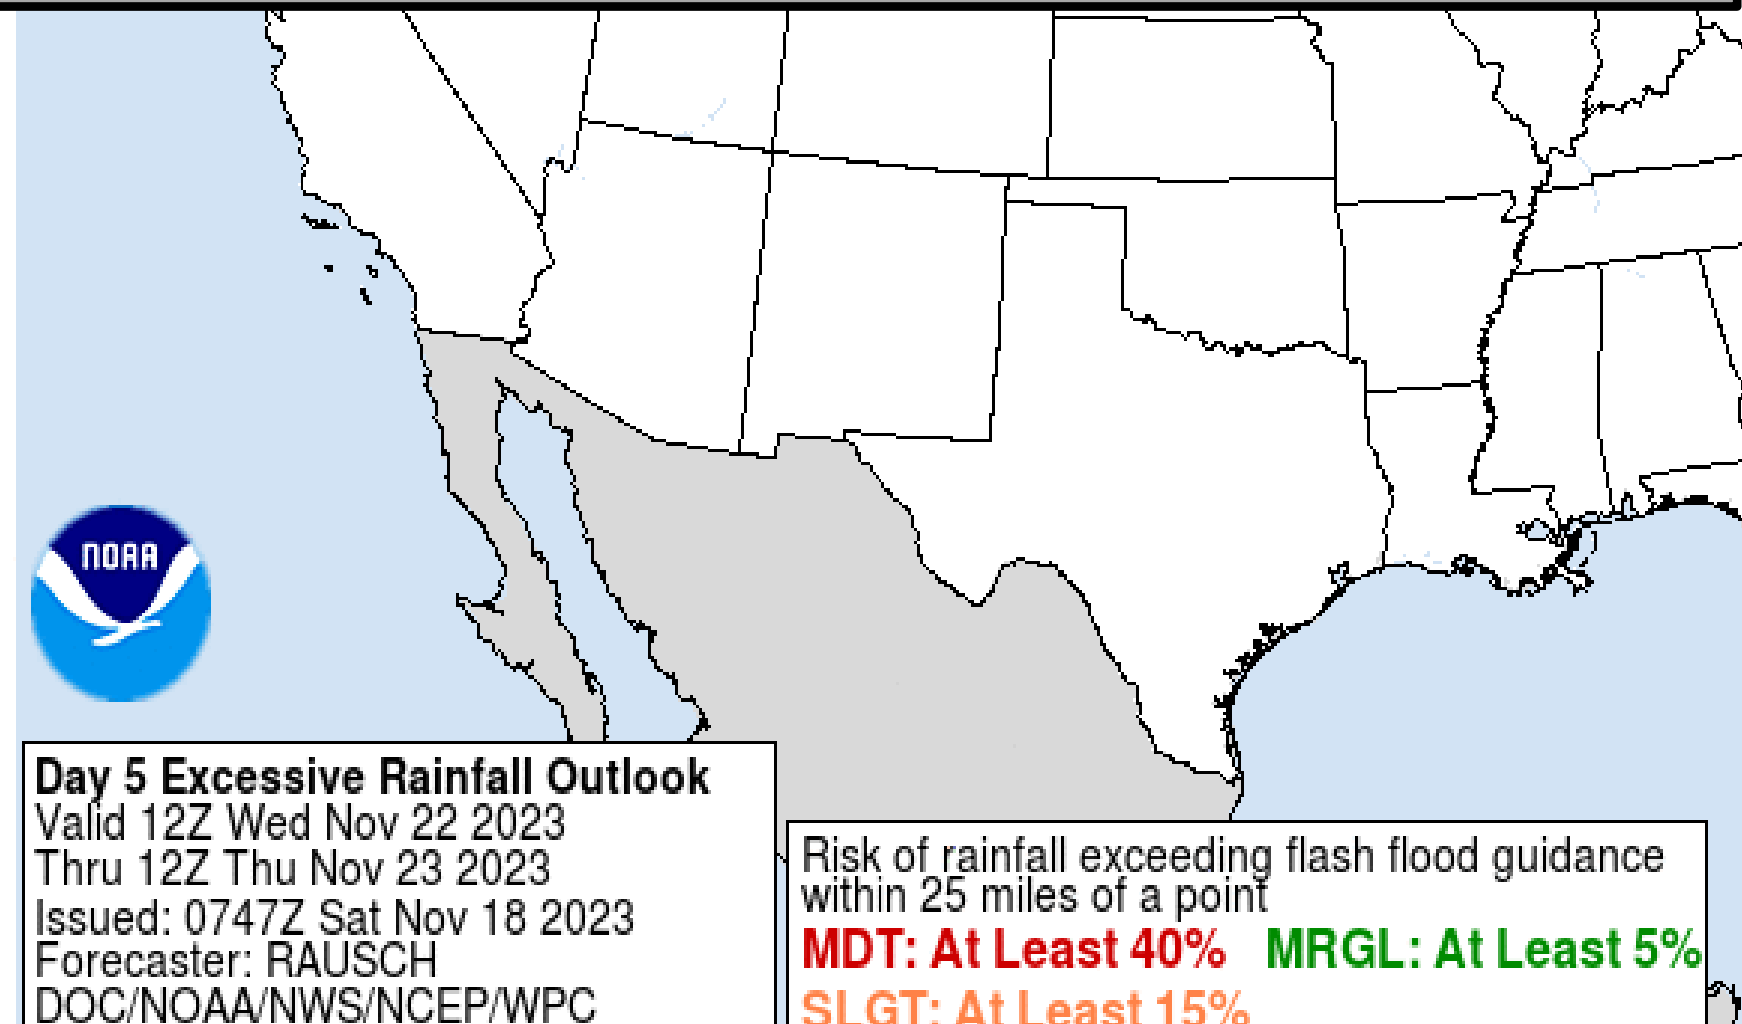 NOAA
Day 5 Excessive Rainfall Outlook
Valid 12Z Wed Nov 22 2023
Thru 12Z Thu Nov 23 2023
Issued: 0747Z Sat Nov 18 2023
Forecaster: RAUSCH
DOC/NOAA/NWS/NCEP/WPC
Risk of rainfall exceeding flash flood guidance
within 25 miles of a point
MDT: At Least 40% MRGL: At Least 5%
SLGT: At Least 15%